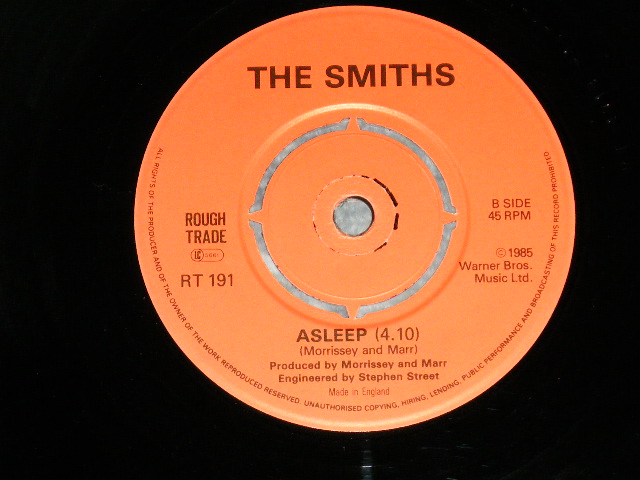 THE SMITHS
ROUGH
TRADE
RT 191
B SIDE
45 RPM
© 1985
Warner Bros.
Music Ltd.
ASLEEP (4.10)
(Morrissey and Marr)
Produced by Morrissey and Marr
Engineered by Stephen Street
Made in England
ALL RIGHTS OF THE PRODUCER AND OF THE OWNER OF THE WORK REPRODUCED RESERVED. UNAUTHORISED COPYING, HIRING, LENDING, PUBLIC PERFORMANCE AND BROADCASTING OF THIS RECORD PROHIBITED